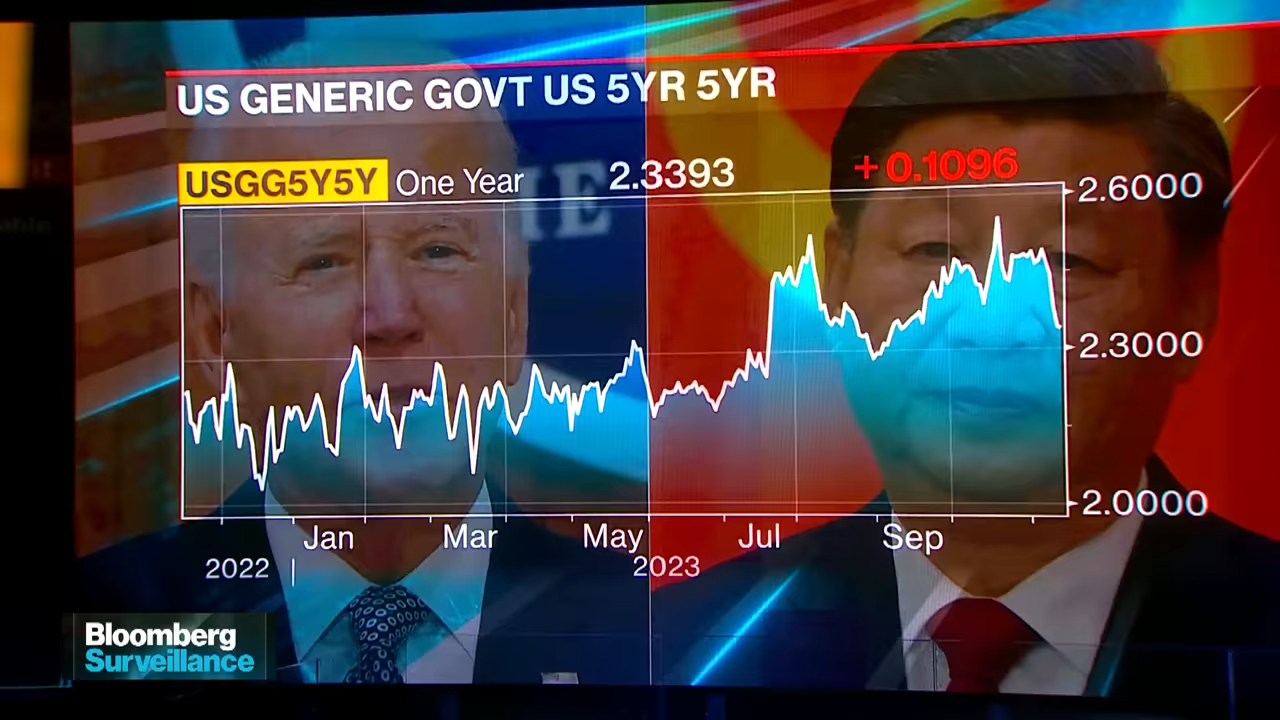 US GENERIC GOVT US 5YR 5YR
USGG5Y5Y One Year 2.3393 + 0.1096
2.6000
2.3000
2.0000
Jan Mar May Jul Sep
2022 2023
Bloomberg
Surveillance